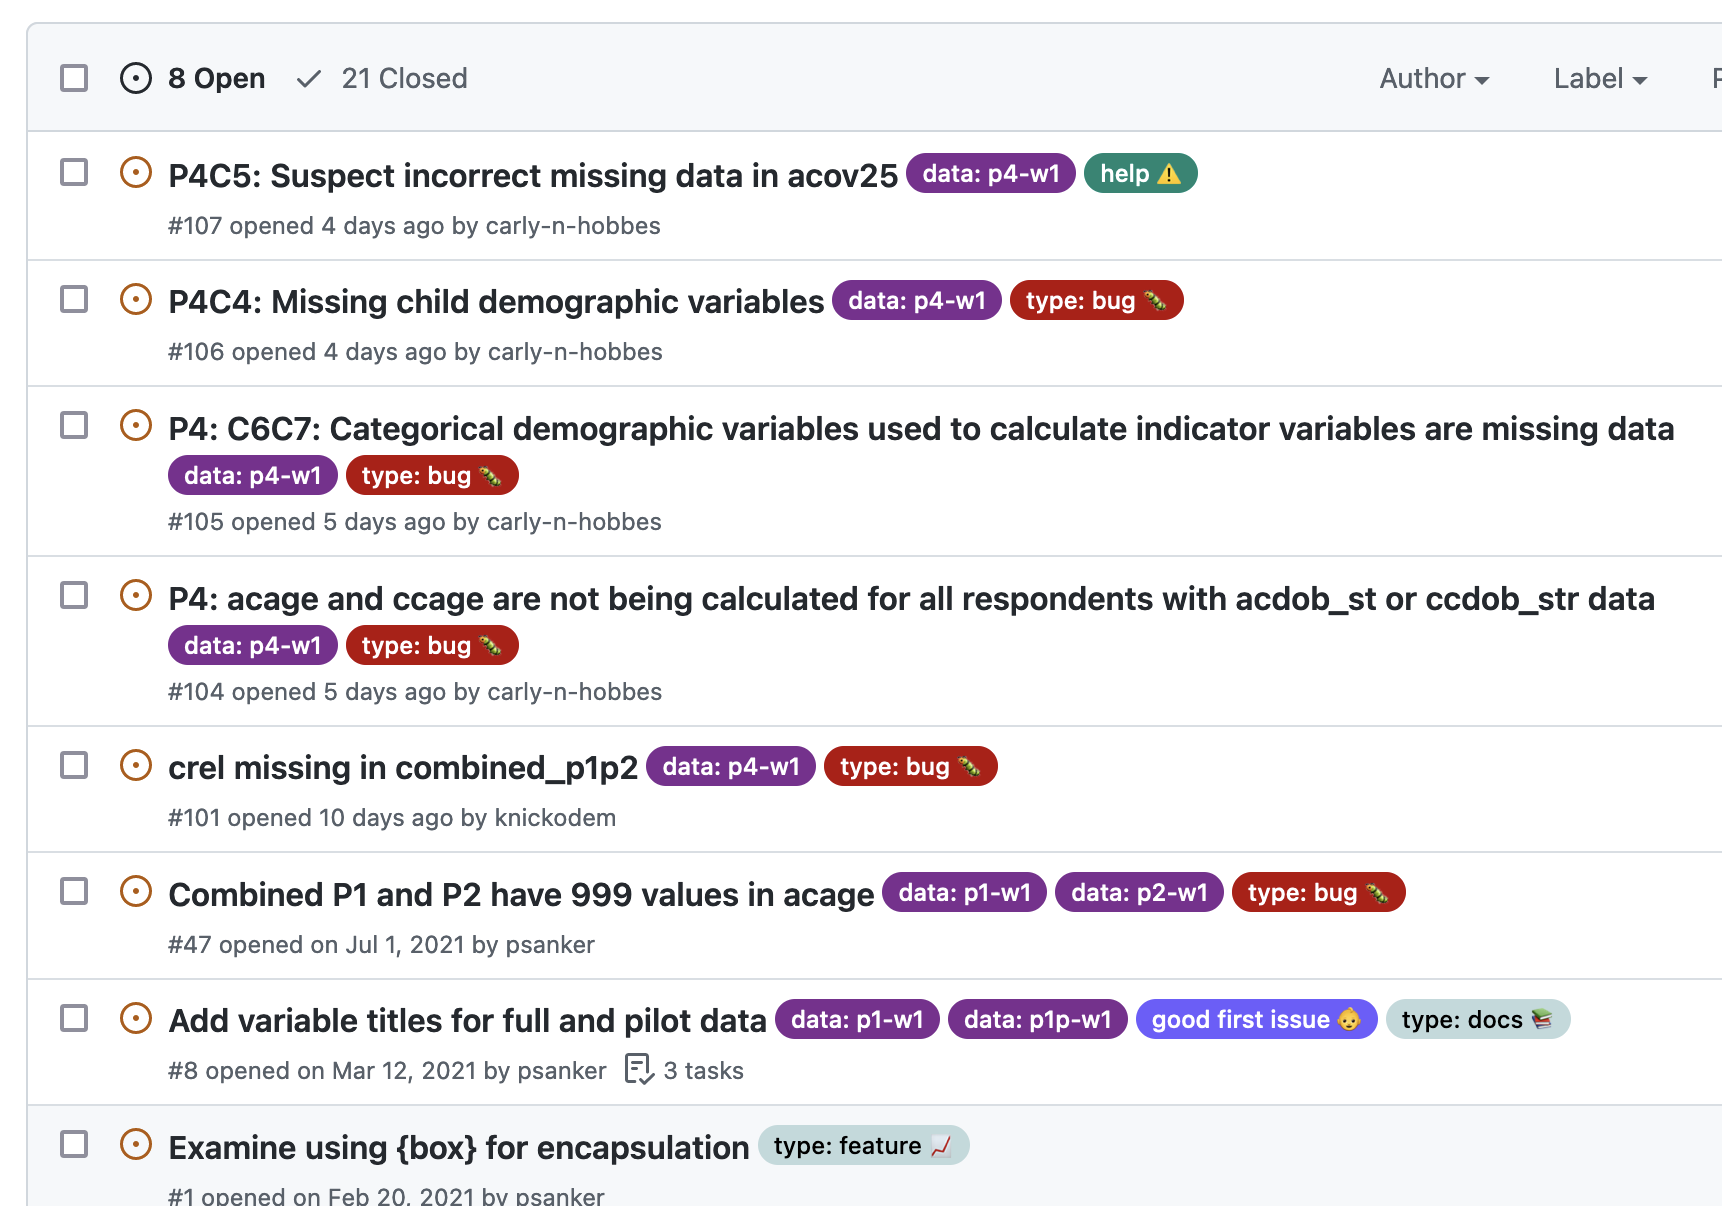 8 Open 21 Closed Author Label
P4C5: Suspect incorrect missing data in acov25 data: p4-w1 help ⚠️
#107 opened 4 days ago by carly-n-hobbes
P4C4: Missing child demographic variables data: p4-w1 type: bug 🐛
#106 opened 4 days ago by carly-n-hobbes
P4: C6C7: Categorical demographic variables used to calculate indicator variables are missing data
data: p4-w1 type: bug 🐛
#105 opened 5 days ago by carly-n-hobbes
P4: acage and ccage are not being calculated for all respondents with acdob_st or ccdob_str data
data: p4-w1 type: bug 🐛
#104 opened 5 days ago by carly-n-hobbes
crel missing in combined_p1p2 data: p4-w1 type: bug 🐛
#101 opened 10 days ago by knickodem
Combined P1 and P2 have 999 values in acage data: p1-w1 data: p2-w1 type: bug 🐛
#47 opened on Jul 1, 2021 by psanker
Add variable titles for full and pilot data data: p1-w1 data: p1p-w1 good first issue 👶 type: docs 📚
#8 opened on Mar 12, 2021 by psanker 3 tasks
Examine using {box} for encapsulation type: feature 📈
#1 opened on Feb 20, 2021 by psanker